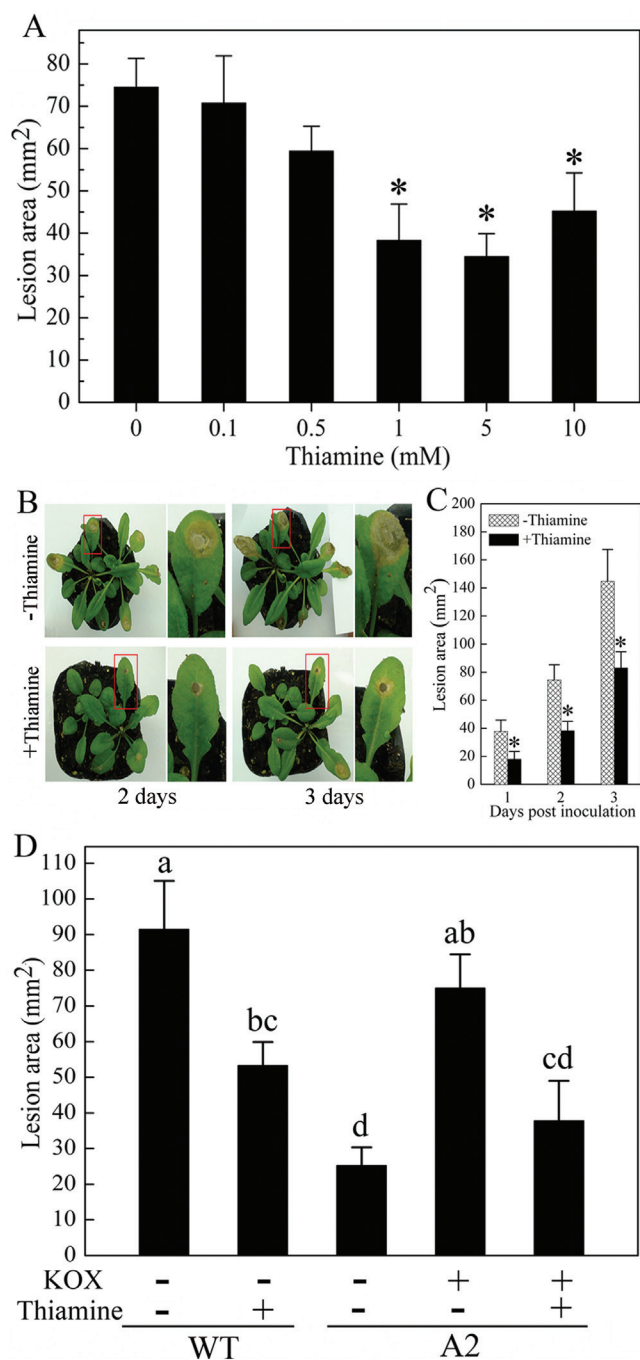 A
Lesion area (mm²)
80
70
60
50
40
30
20
10
0
* * *
0 0.1 0.5 1 5 10
Thiamine (mM)
B
-Thiamine
+Thiamine
2 days 3 days
C
Lesion area (mm²)
200
180
160
140
120
100
80
60
40
20
0
-Thiamine
+Thiamine
* * *
1 2 3
Days post inoculation
D
Lesion area (mm²)
110
100
90
80
70
60
50
40
30
20
10
0
a bc d ab cd
KOX - - - + +
Thiamine - + - - +
WT A2